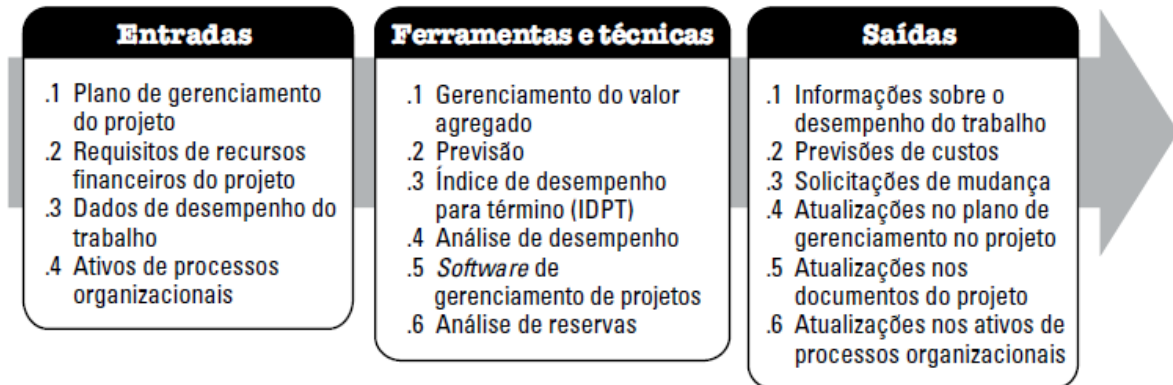 Entradas
.1 Plano de gerenciamento
do projeto
.2 Requisitos de recursos
financeiros do projeto
.3 Dados de desempenho do
trabalho
.4 Ativos de processos
organizacionais
Ferramentas e técnicas
.1 Gerenciamento do valor
agregado
.2 Previsão
.3 Índice de desempenho
para término (IDPT)
.4 Análise de desempenho
.5 Software de
gerenciamento de projetos
.6 Análise de reservas
Saídas
.1 Informações sobre o
desempenho do trabalho
.2 Previsões de custos
.3 Solicitações de mudança
.4 Atualizações no plano de
gerenciamento no projeto
.5 Atualizações nos
documentos do projeto
.6 Atualizações nos ativos de
processos organizacionais